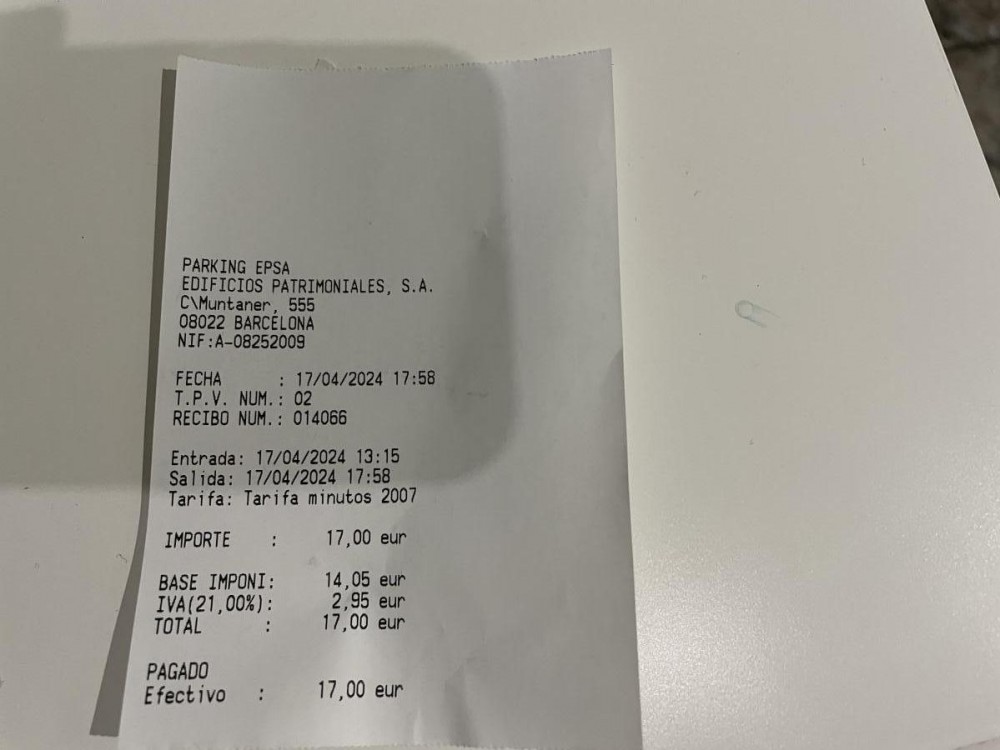 PARKING EPSA
EDIFICIOS PATRIMONIALES, S.A.
C\Muntaner, 555
08022 BARCELONA
NIF:A-08252009
FECHA : 17/04/2024 17:58
T.P.V. NUM.: 02
RECIBO NUM.: 014066
Entrada: 17/04/2024 13:15
Salida: 17/04/2024 17:58
Tarifa: Tarifa minutos 2007
IMPORTE : 17,00 eur
BASE IMPONI: 14,05 eur
IVA(21,00%): 2,95 eur
TOTAL : 17,00 eur
PAGADO
Efectivo : 17,00 eur